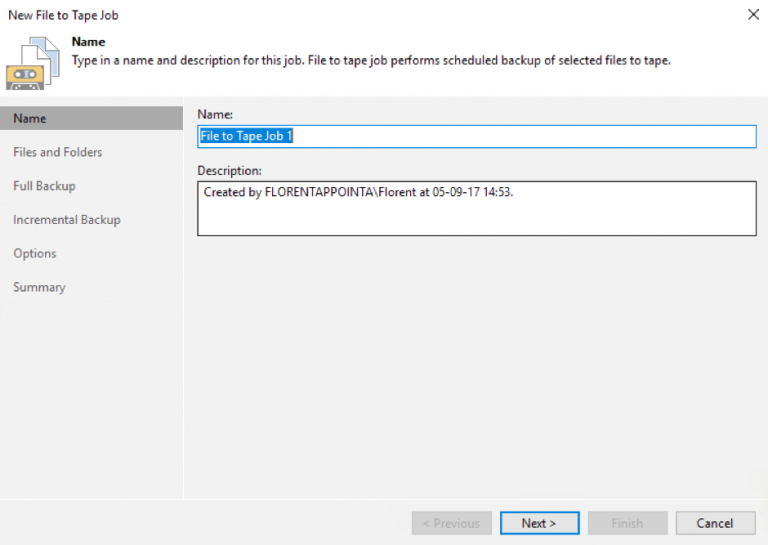 New File to Tape Job
Name
Type in a name and description for this job. File to tape job performs scheduled backup of selected files to tape.
Name
Files and Folders
Full Backup
Incremental Backup
Options
Summary
Name:
File to Tape Job 1
Description:
Created by FLORENTAPPOINTA\Florent at 05-09-17 14:53.
< Previous
Next >
Finish
Cancel